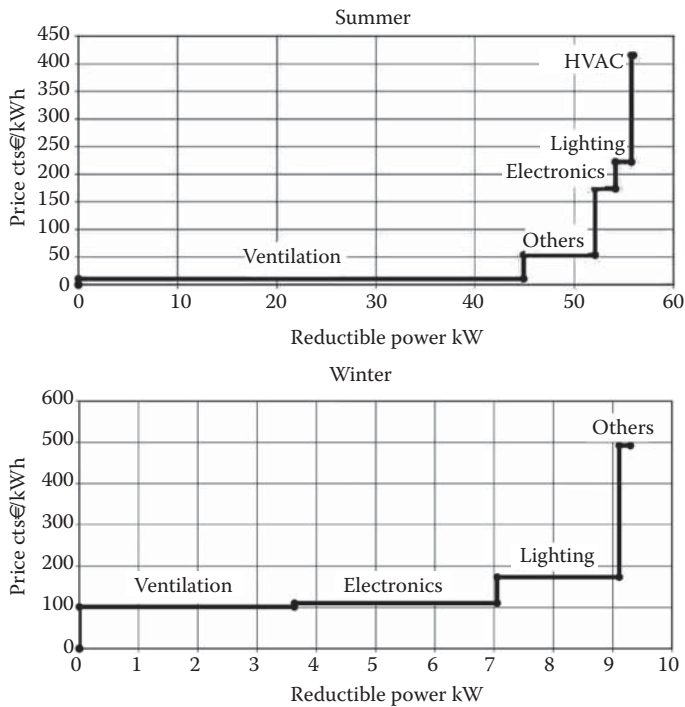 Summer
Price cts€/kWh
450
400
350
300
250
200
150
100
50
0
HVAC
Lighting
Electronics
Others
Ventilation
0 10 20 30 40 50 60
Reductible power kW
Winter
Price cts€/kWh
600
500
400
300
200
100
0
Others
Lighting
Ventilation Electronics
0 1 2 3 4 5 6 7 8 9 10
Reductible power kW